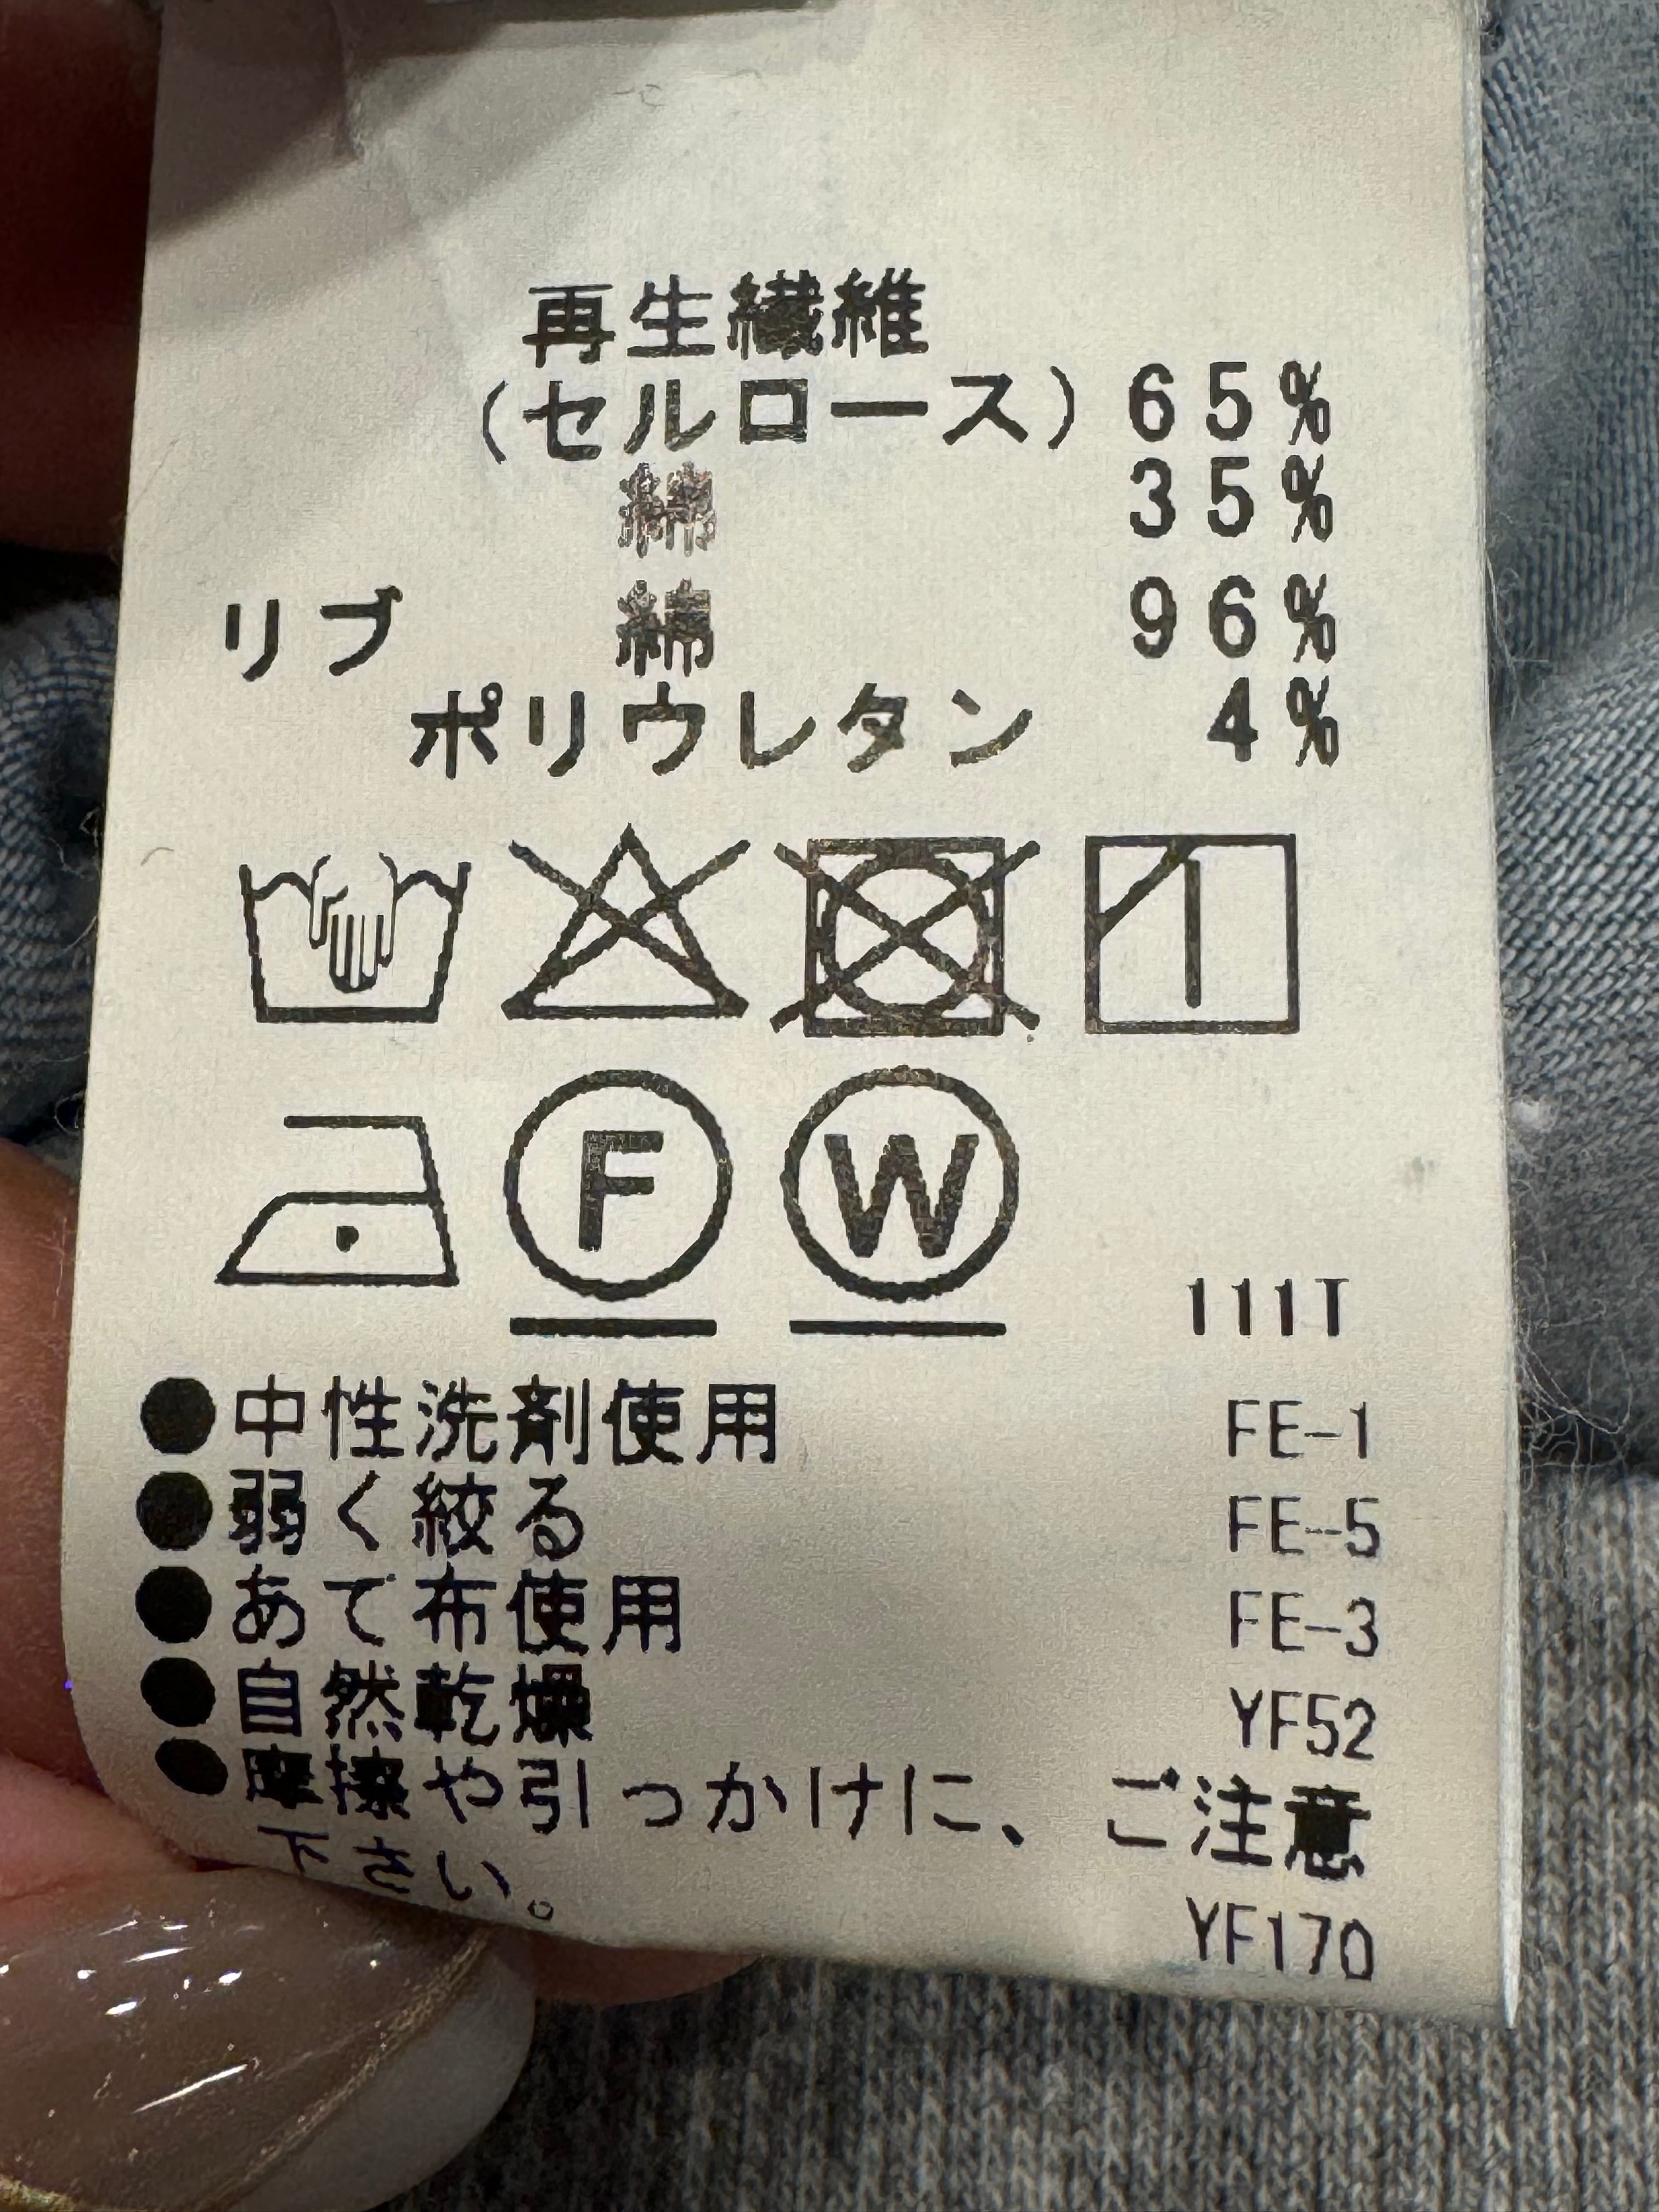 再生繊維
(セルロース) 65%
綿 35%
リブ 綿 96%
ポリウレタン 4%
F W
111T
●中性洗剤使用 FE-1
●弱く絞る FE-5
●あて布使用 FE-3
●自然乾燥 YF52
●摩擦や引っかけに、ご注意
下さい。
YF170